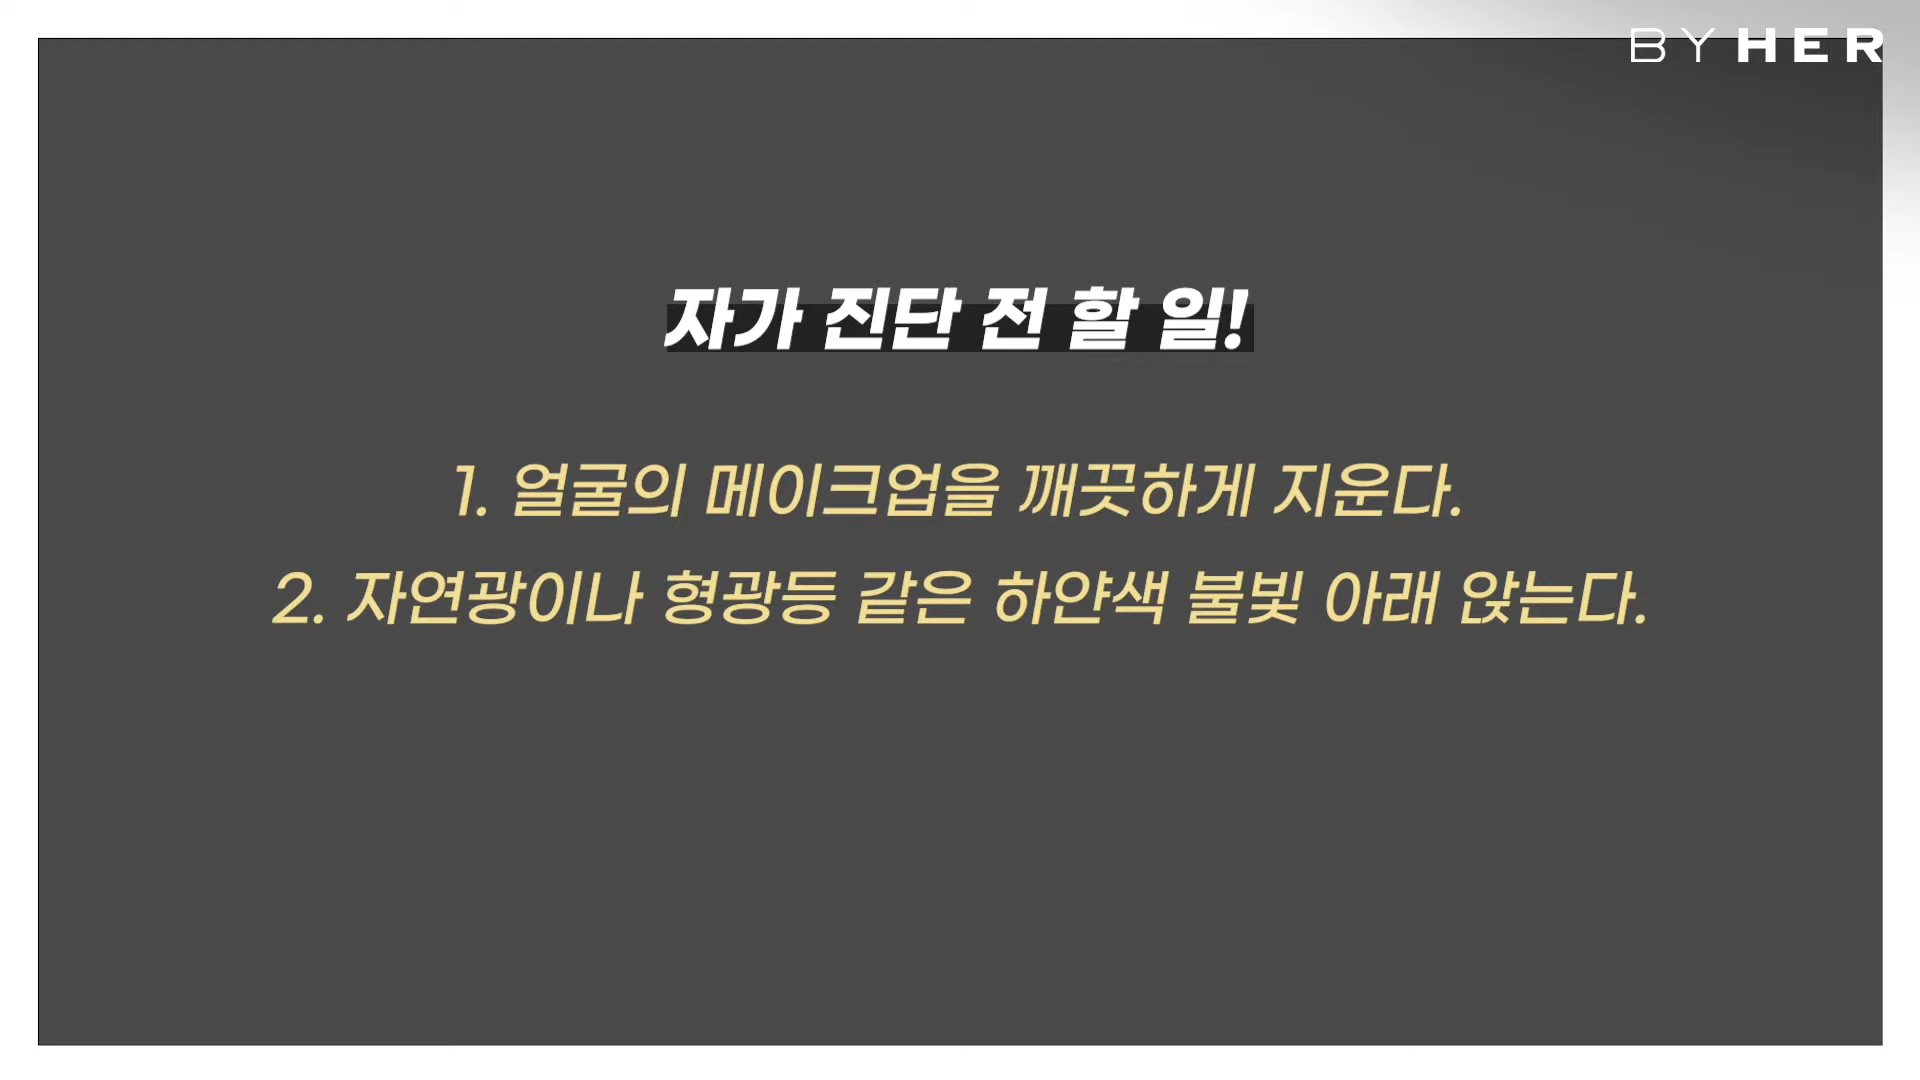 BY HER
자가 진단 전 할 일!
1. 얼굴의 메이크업을 깨끗하게 지운다.
2. 자연광이나 형광등 같은 하얀색 불빛 아래 앉는다.